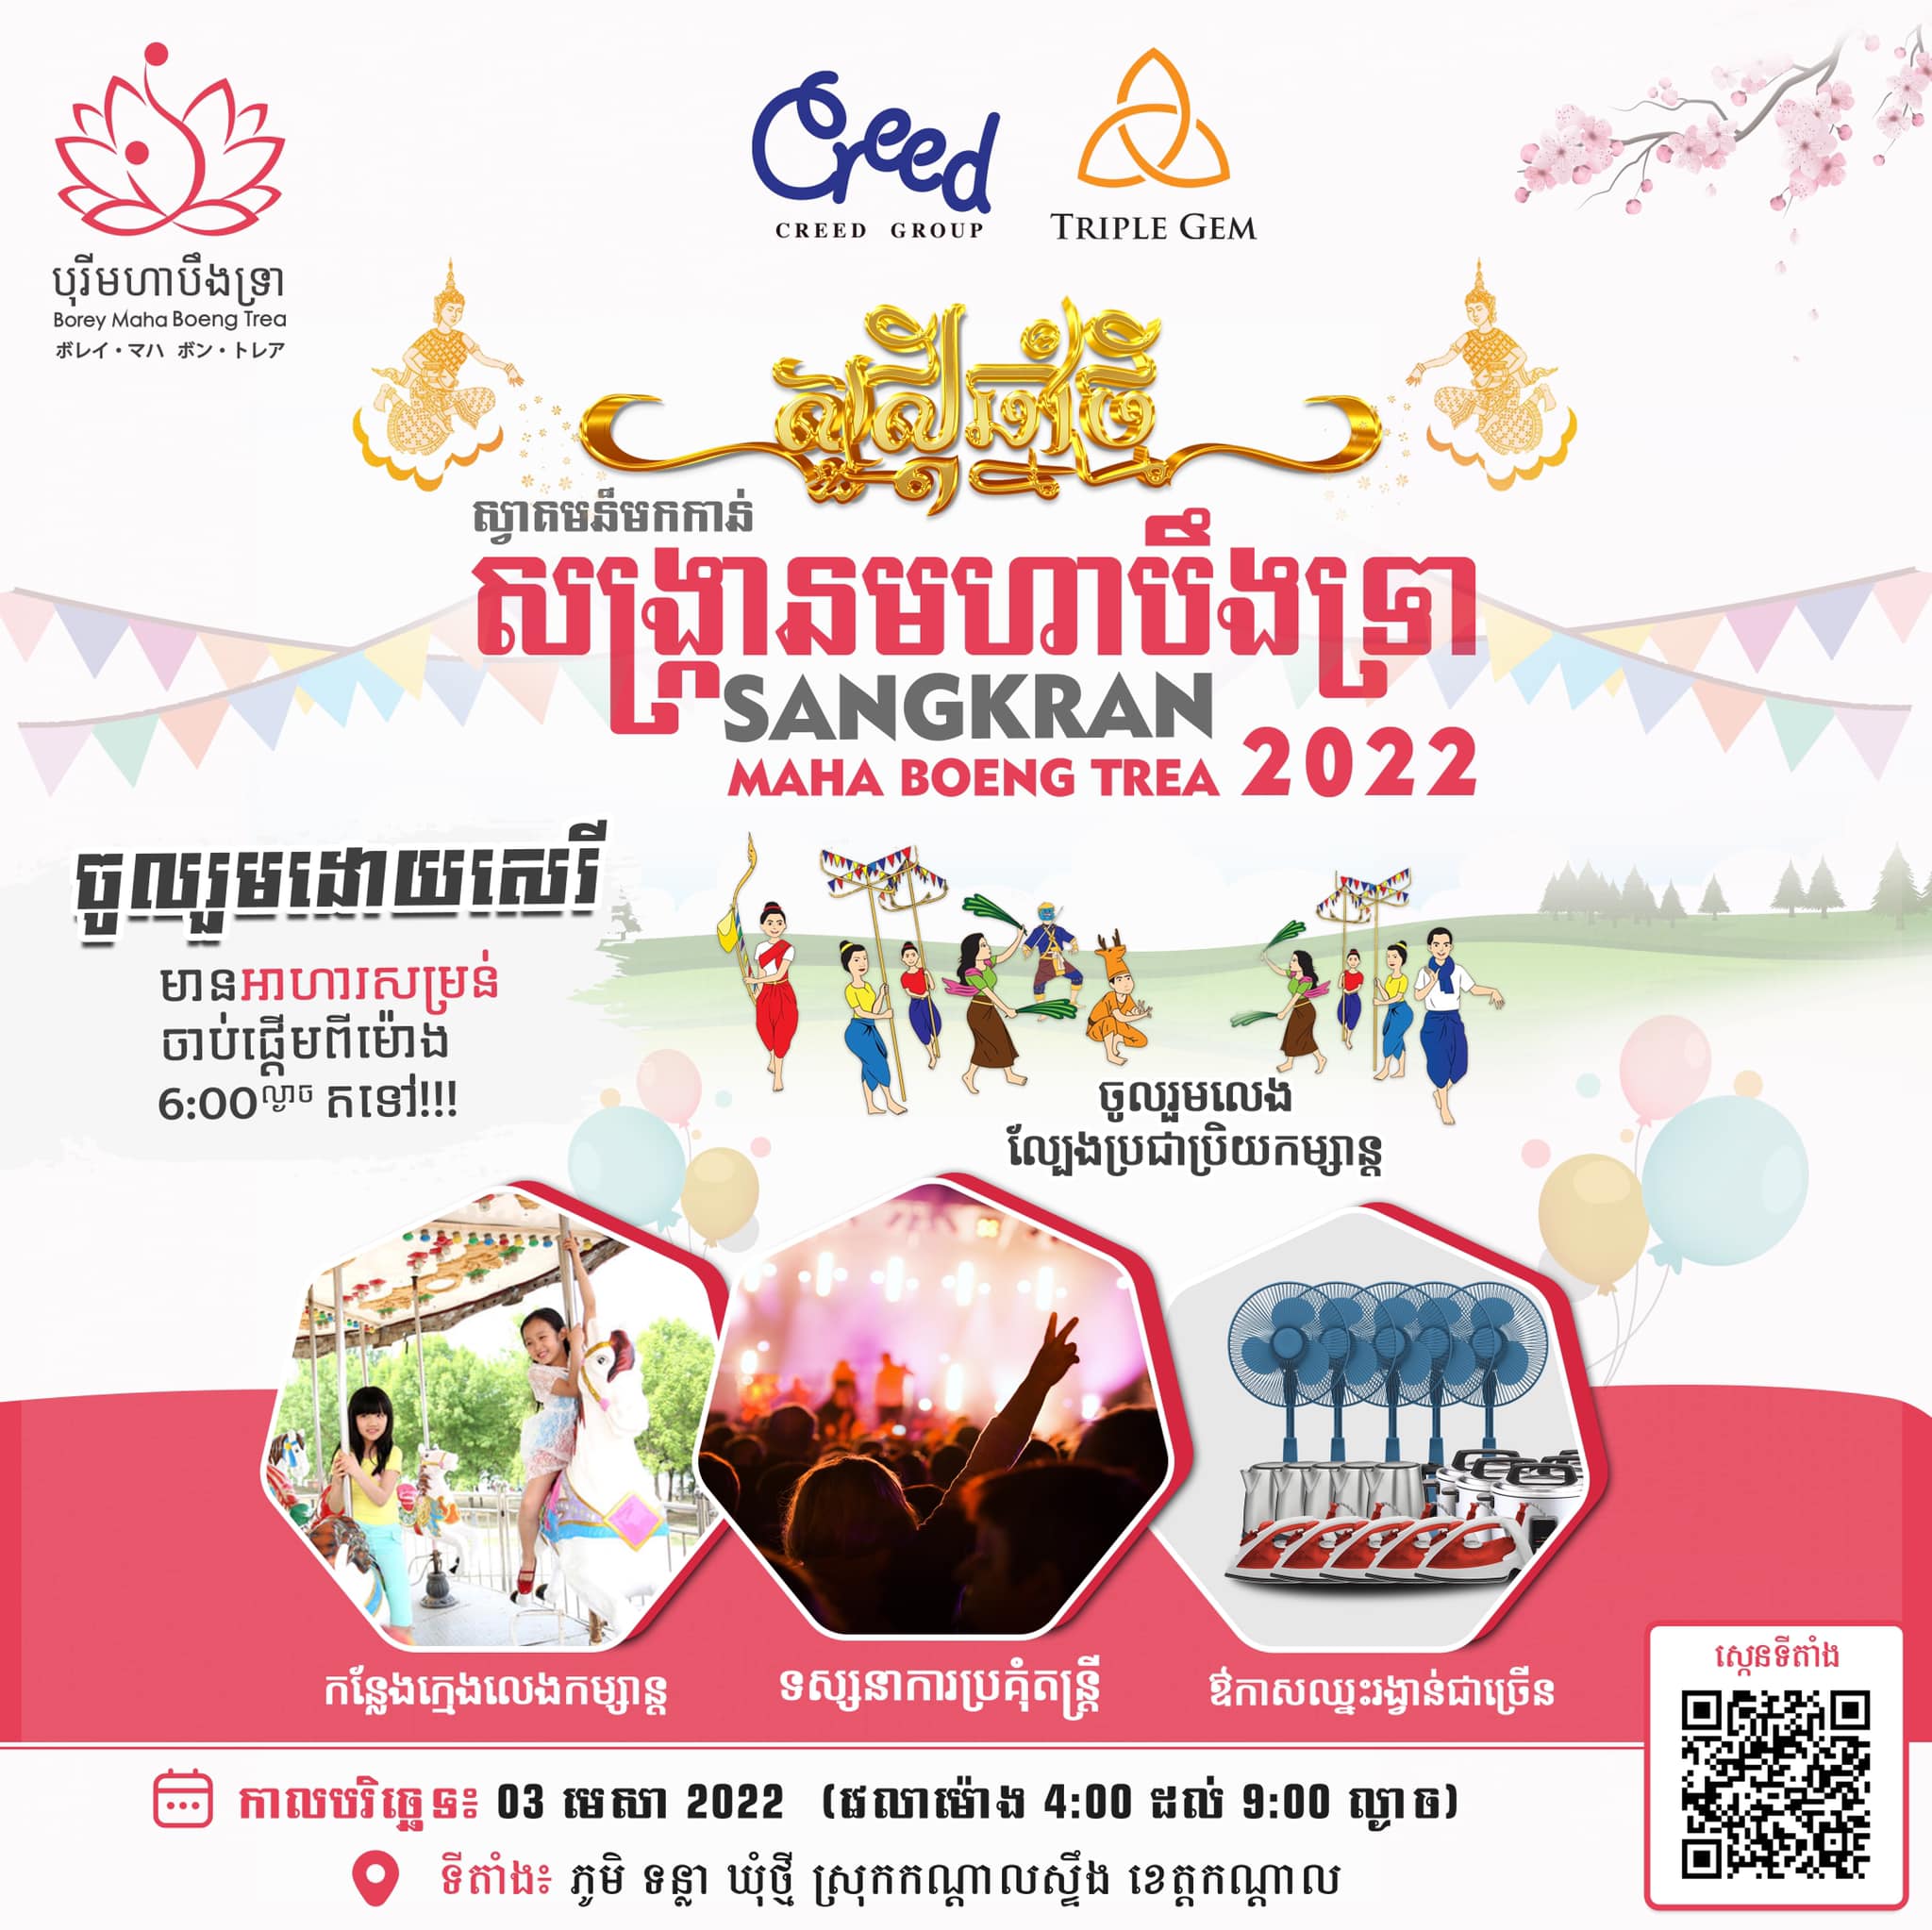 Creed
CREED GROUP
TRIPLE GEM
បុរីមហាបឹងទ្រា
Borey Maha Boeng Trea
ボレイ・マハ ボン・トレア
សួស្តីឆ្នាំថ្មី
ស្វាគមន៍មកកាន់
សង្ក្រានមហាបឹងទ្រា
SANGKRAN
MAHA BOENG TREA 2022
ចូលរួមដោយសេរី
មានអាហារសម្រន់
ចាប់ផ្តើមពីម៉ោង
6:00ល្ងាច តទៅ!!!
ចូលរួមលេង
ល្បែងប្រជាប្រិយកម្សាន្ត
កន្លែងក្មេងលេងកម្សាន្ត
ទស្សនាការប្រគុំតន្ត្រី
ឱកាសឈ្នះរង្វាន់ជាច្រើន
ស្កេនទីតាំង
កាលបរិច្ឆេទ៖ 03 មេសា 2022 (វេលាម៉ោង 4:00 ដល់ 9:00 ល្ងាច)
ទីតាំង៖ ភូមិ ទន្លា ឃុំថ្មី ស្រុកកណ្តាលស្ទឹង ខេត្តកណ្តាល